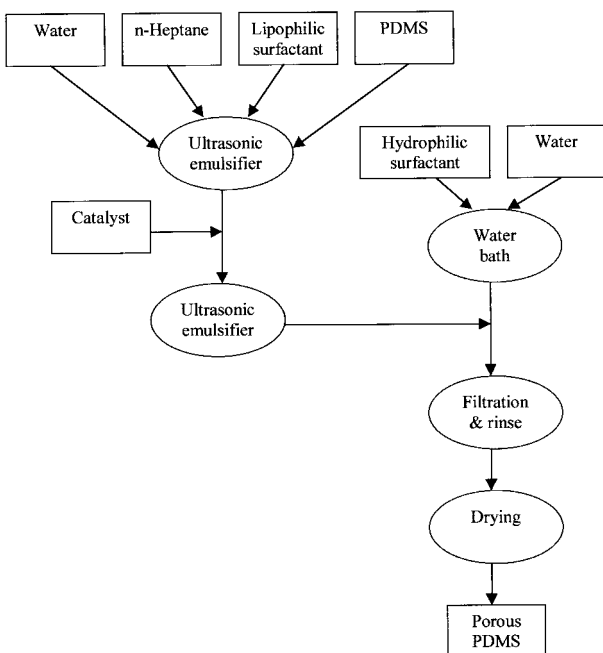 Water
n-Heptane
Lipophilic
surfactant
PDMS
Ultrasonic
emulsifier
Hydrophilic
surfactant
Water
Catalyst
Water
bath
Ultrasonic
emulsifier
Filtration
& rinse
Drying
Porous
PDMS